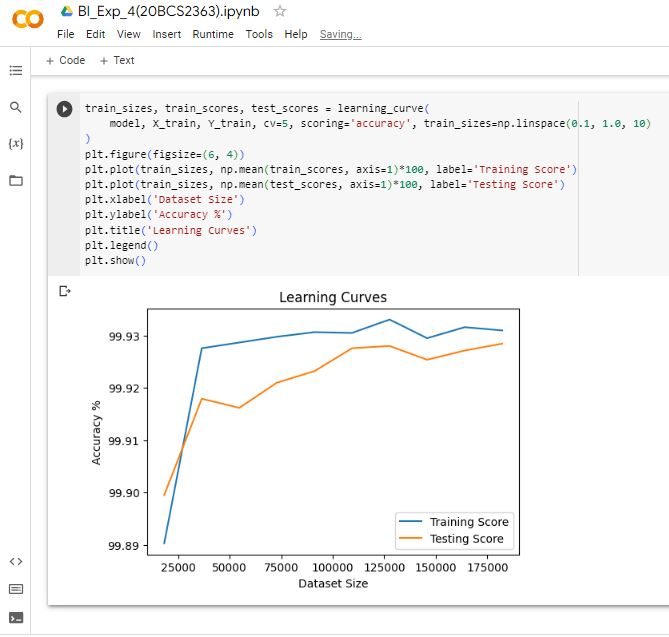 BI_Exp_4(20BCS2363).ipynb
File Edit View Insert Runtime Tools Help Saving...
+ Code + Text
{x}
train_sizes, train_scores, test_scores = learning_curve(
    model, X_train, Y_train, cv=5, scoring='accuracy', train_sizes=np.linspace(0.1, 1.0, 10)
)
plt.figure(figsize=(6, 4))
plt.plot(train_sizes, np.mean(train_scores, axis=1)*100, label='Training Score')
plt.plot(train_sizes, np.mean(test_scores, axis=1)*100, label='Testing Score')
plt.xlabel('Dataset Size')
plt.ylabel('Accuracy %')
plt.title('Learning Curves')
plt.legend()
plt.show()
Learning Curves
99.93
99.92
99.91
99.90
99.89
Accuracy %
Training Score
Testing Score
25000 50000 75000 100000 125000 150000 175000
Dataset Size